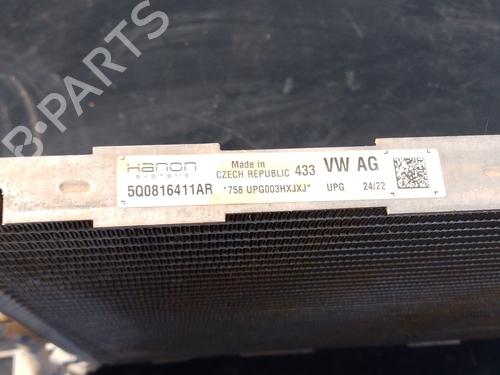 B-PARTS
Hanon
SYSTEMS
Made in
CZECH REPUBLIC
433
VW AG
5Q0816411AR
*758 UPG003HXJXJ*
UPG
24/22